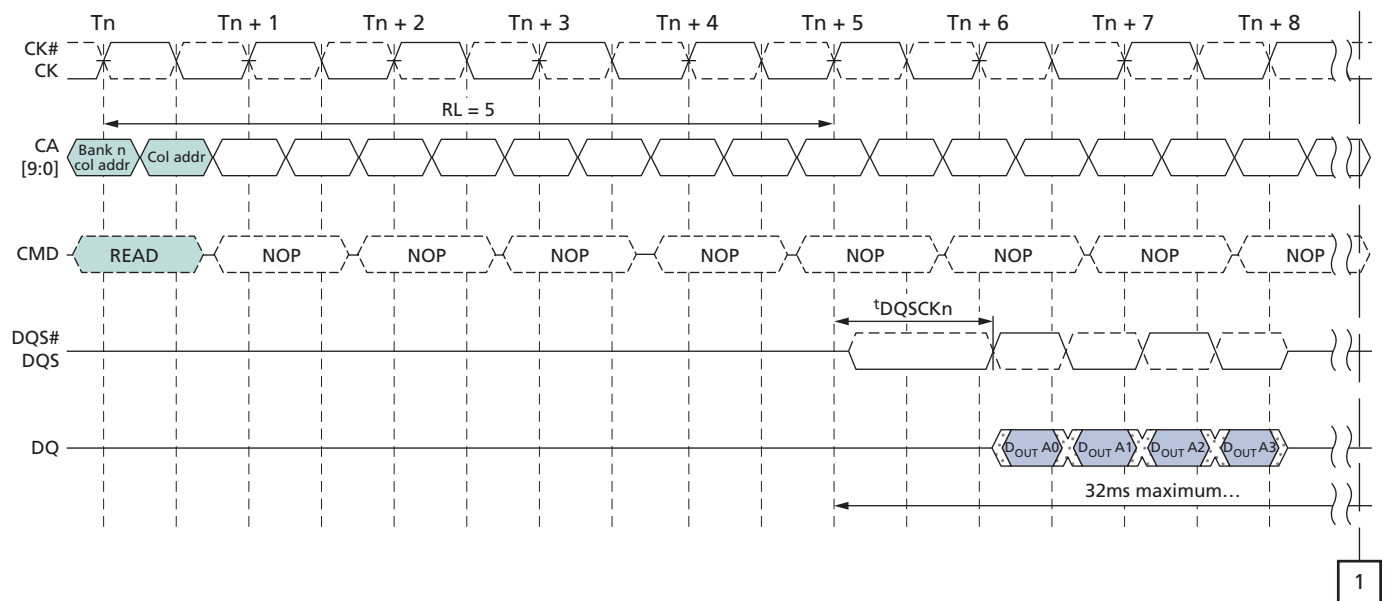 Tn Tn + 1 Tn + 2 Tn + 3 Tn + 4 Tn + 5 Tn + 6 Tn + 7 Tn + 8
CK#
CK
RL = 5
CA
[9:0]
Bank n
col addr
Col addr
CMD READ NOP NOP NOP NOP NOP NOP NOP NOP
tDQSCKn
DQS#
DQS
DQ DOUT A0 DOUT A1 DOUT A2 DOUT A3
32ms maximum…
1